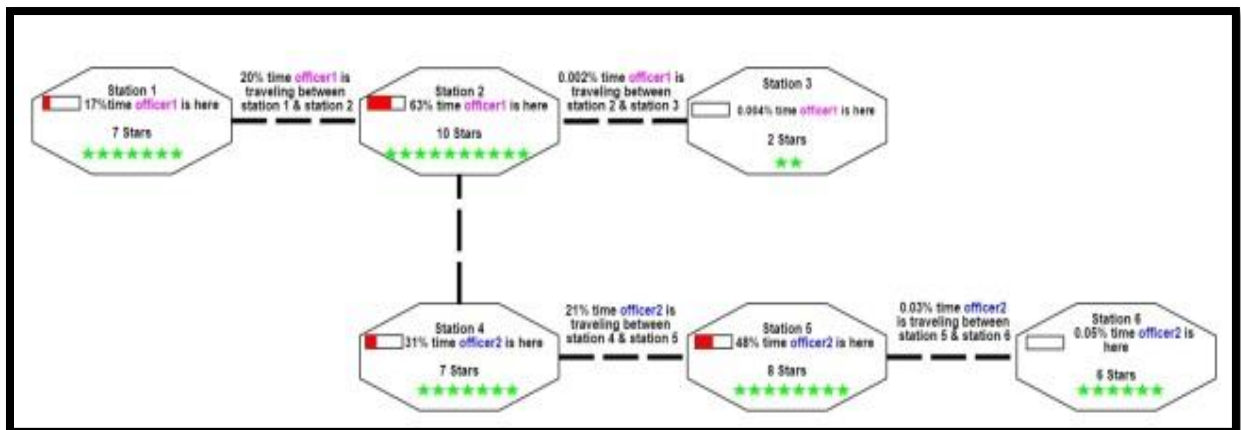 Station 1
17%time officer1 is here
7 Stars
20% time officer1 is
traveling between
station 1 & station 2
Station 2
63% time officer1 is here
10 Stars
0.002% time officer1 is
traveling between
station 2 & station 3
Station 3
0.004% time officer1 is here
2 Stars
Station 4
31% time officer2 is here
7 Stars
21% time officer2 is
traveling between
station 4 & station 5
Station 5
48% time officer2 is here
8 Stars
0.03% time officer2
is traveling between
station 5 & station 6
Station 6
0.05% time officer2 is
here
6 Stars